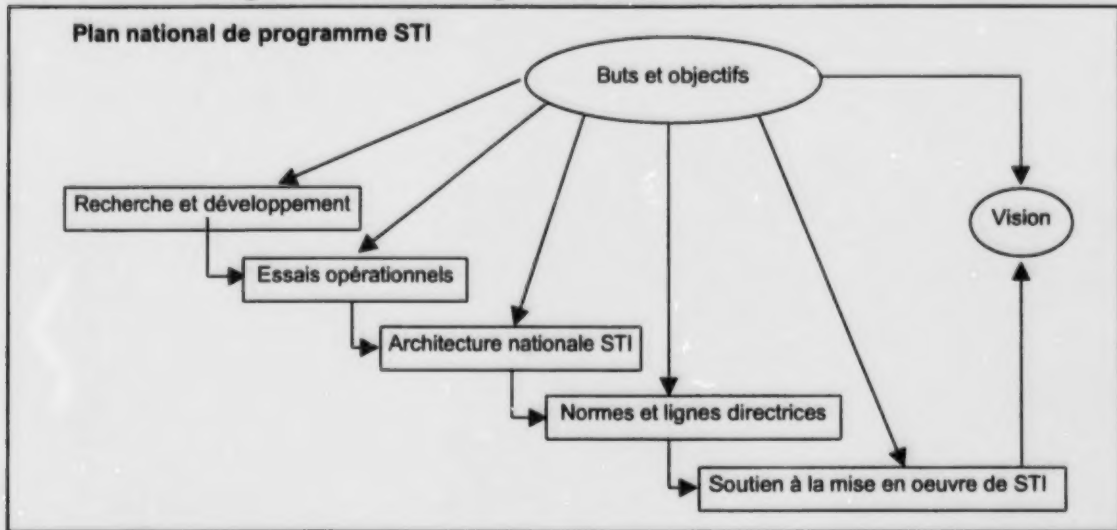 Plan national de programme STI
Buts et objectifs
Recherche et développement
Vision
Essais opérationnels
Architecture nationale STI
Normes et lignes directrices
Soutien à la mise en oeuvre de STI